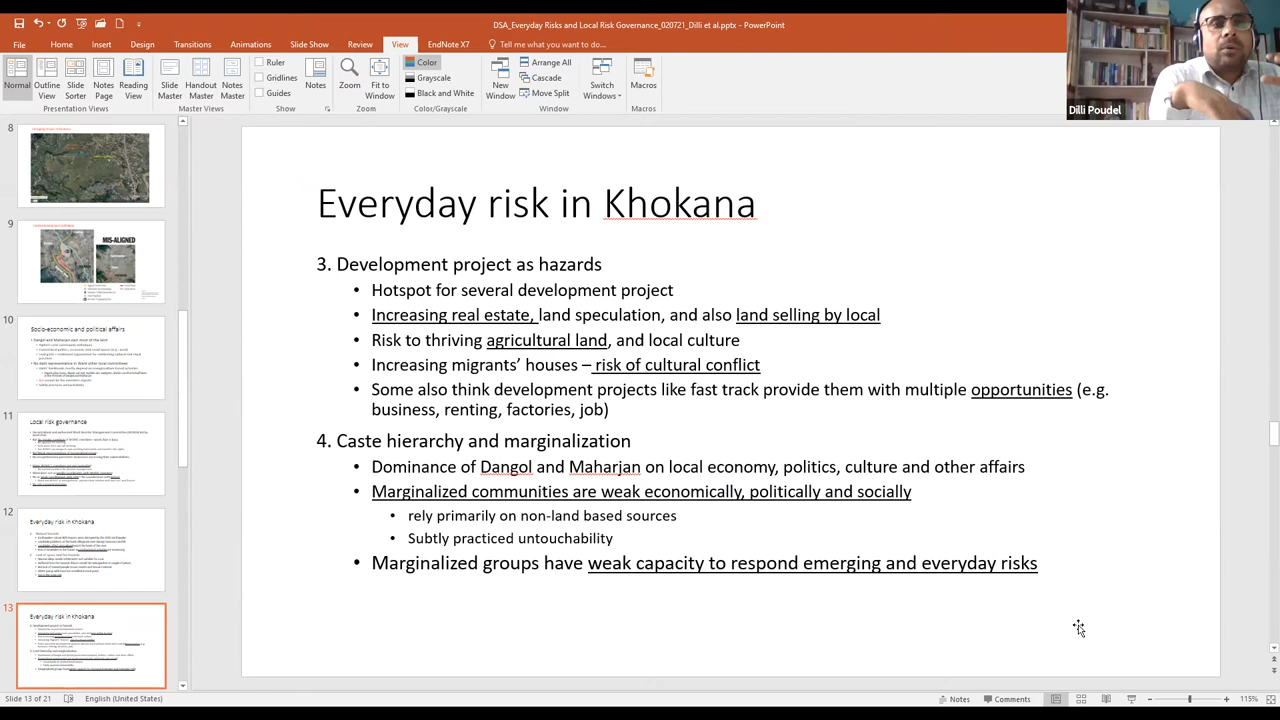 DSA_Everyday Risks and Local Risk Governance_020721_Dilli et al.pptx - PowerPoint
File Home Insert Design Transitions Animations Slide Show Review View EndNote X7 Tell me what you want to do...
Normal Outline View Slide Sorter Notes Page Reading View
Slide Master Handout Master Notes Master
Ruler
Gridlines
Guides
Notes
Zoom Fit to Window
Color
Grayscale
Black and White
New Window
Arrange All
Cascade
Move Split
Switch Windows
Macros
Presentation Views Master Views Show Zoom Color/Grayscale Window Macros
Dilli Poudel
8
9
MIS-ALIGNED
10
Socio-economic and political affairs
11
Local risk governance
12
Everyday risk in Khokana
13
Everyday risk in Khokana
Everyday risk in Khokana
3. Development project as hazards
• Hotspot for several development project
• Increasing real estate, land speculation, and also land selling by local
• Risk to thriving agricultural land, and local culture
• Increasing migrants’ houses – risk of cultural conflict
• Some also think development projects like fast track provide them with multiple opportunities (e.g.
business, renting, factories, job)
4. Caste hierarchy and marginalization
• Dominance of Dangol and Maharjan on local economy, politics, culture and other affairs
• Marginalized communities are weak economically, politically and socially
• rely primarily on non-land based sources
• Subtly practiced untouchability
• Marginalized groups have weak capacity to respond emerging and everyday risks
Slide 13 of 21 English (United States) Notes Comments 115%